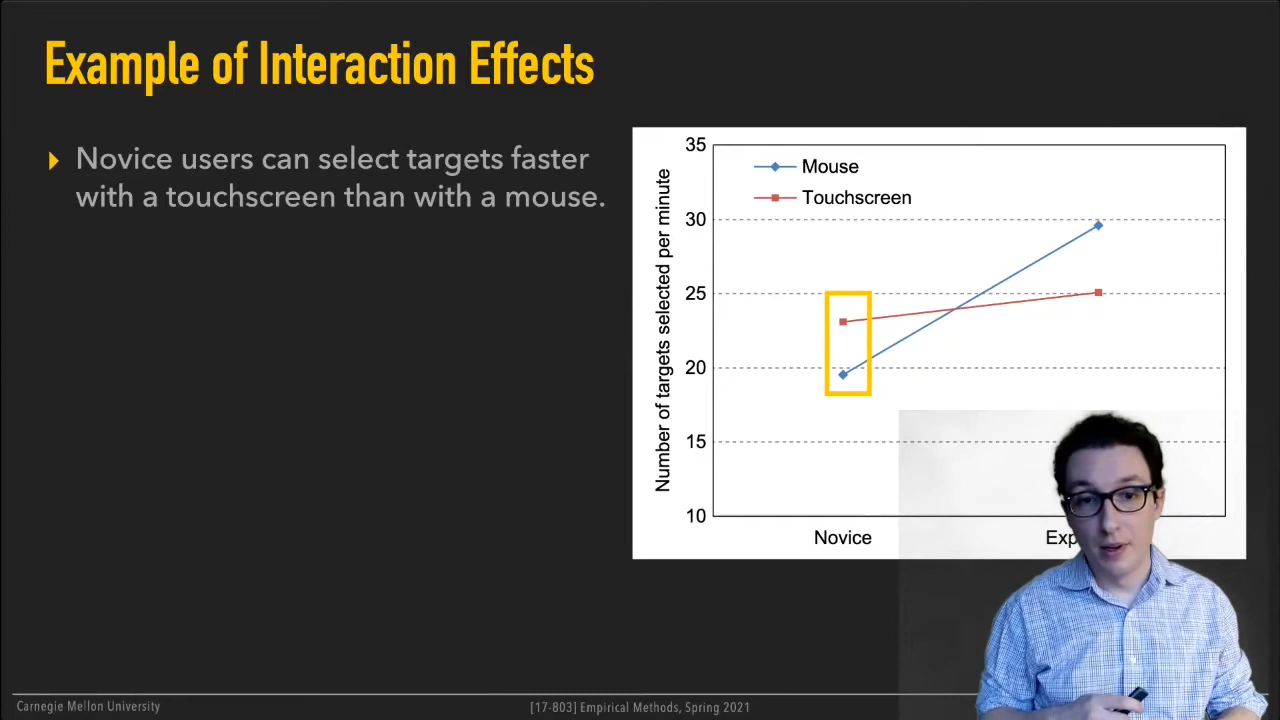 Example of Interaction Effects
Novice users can select targets faster
with a touchscreen than with a mouse.
Number of targets selected per minute
35
30
25
20
15
10
Mouse
Touchscreen
Novice
Carnegie Mellon University
[17-803] Empirical Methods, Spring 2021